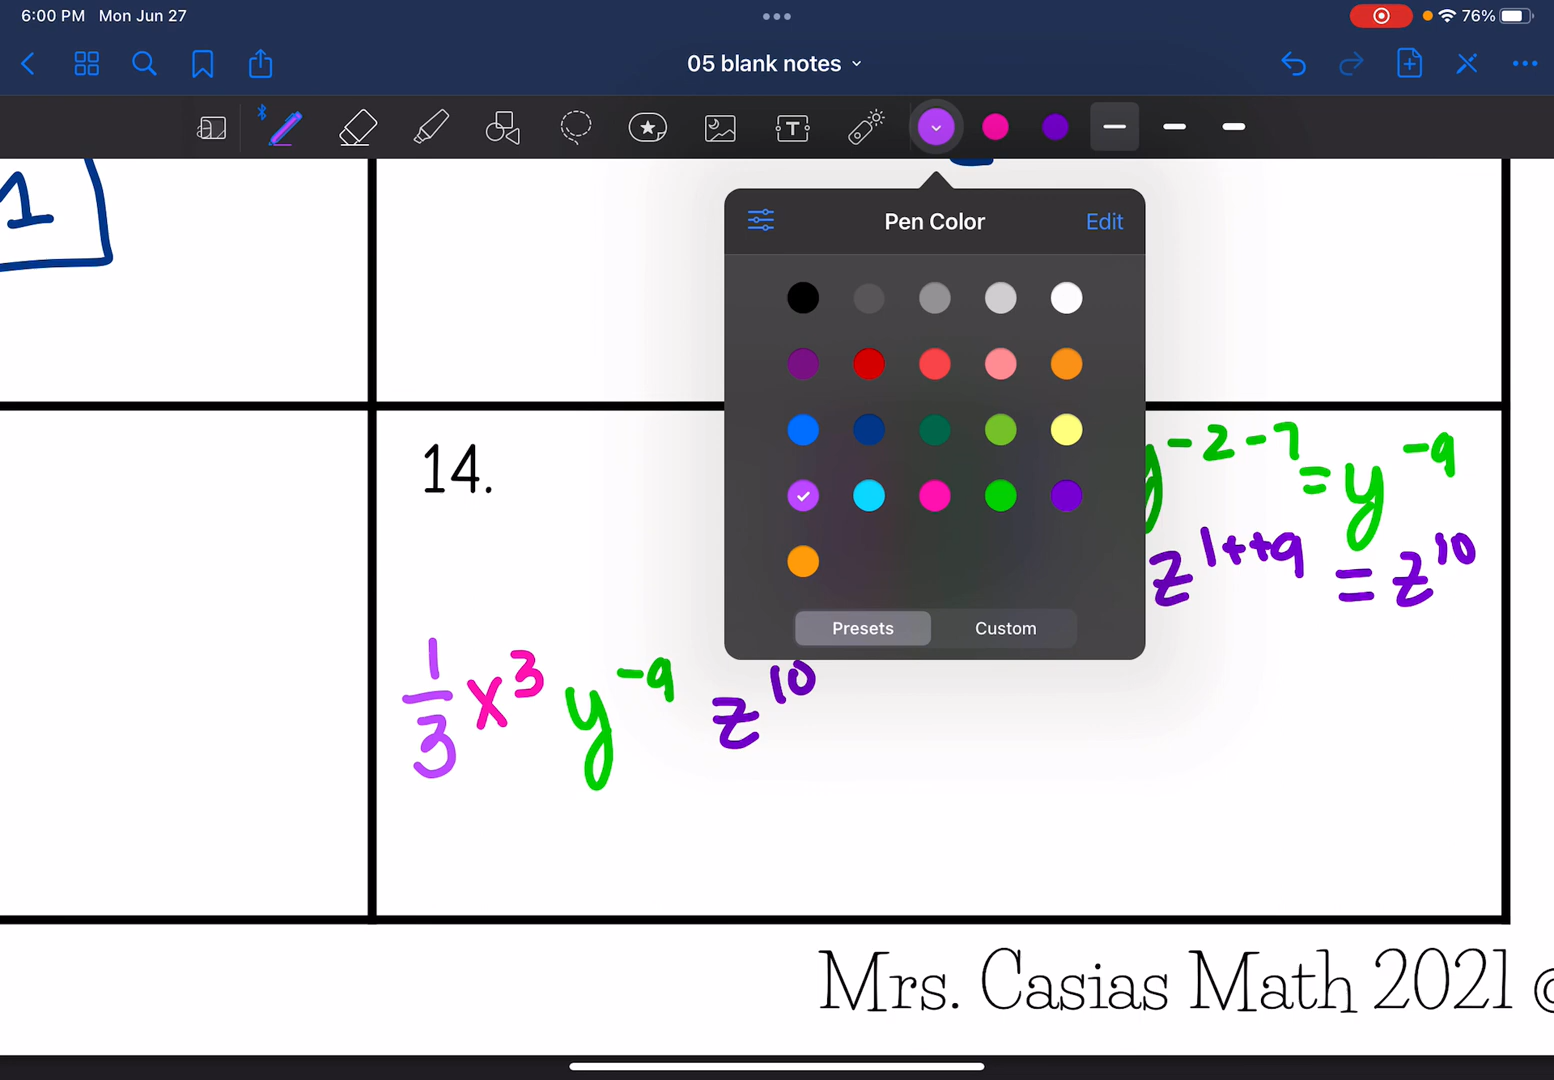 6:00 PM Mon Jun 27
76%
05 blank notes
T
Pen Color
Edit
1
14.
y⁻²⁻⁷ = y⁻⁹
z¹⁺⁺⁹ = z¹⁰
Presets Custom
1/3 x³ y⁻⁹ z¹⁰
Mrs. Casias Math 2021 ©